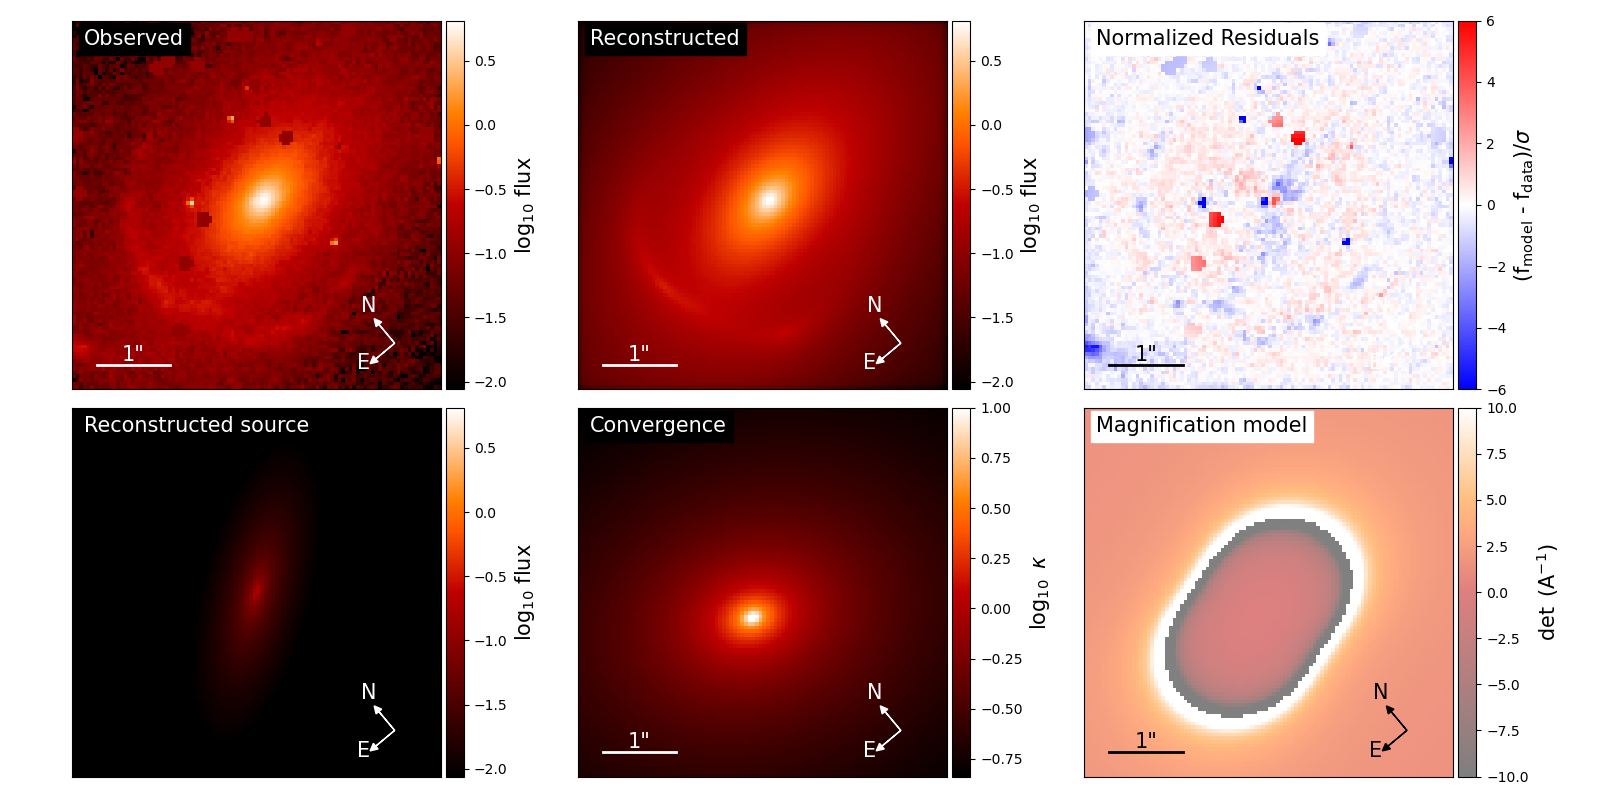 Observed
N
E
1"
0.5
0.0
−0.5
−1.0
−1.5
−2.0
log₁₀ flux
Reconstructed
N
E
1"
0.5
0.0
−0.5
−1.0
−1.5
−2.0
log₁₀ flux
Normalized Residuals
1"
6
4
2
0
−2
−4
−6
(f_model - f_data)/σ
Reconstructed source
N
E
0.5
0.0
−0.5
−1.0
−1.5
−2.0
log₁₀ flux
Convergence
N
E
1"
1.00
0.75
0.50
0.25
0.00
−0.25
−0.50
−0.75
log₁₀ κ
Magnification model
N
E
1"
10.0
7.5
5.0
2.5
0.0
−2.5
−5.0
−7.5
−10.0
det (A⁻¹)